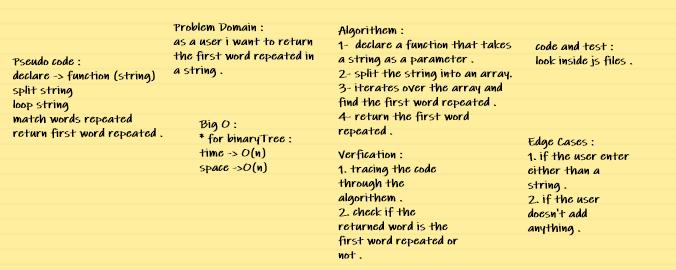 Pseudo code :
declare -> function (string)
split string
loop string
match words repeated
return first word repeated .
Problem Domain :
as a user i want to return
the first word repeated in
a string .
Big O :
* for binaryTree :
time -> O(n)
space ->O(n)
Algorithem :
1- declare a function that takes
a string as a parameter .
2- split the string into an array.
3- iterates over the array and
find the first word repeated .
4- return the first word
repeated .
Verfication :
1. tracing the code
through the
algorithem .
2. check if the
returned word is the
first word repeated or
not .
code and test :
look inside js files .
Edge Cases :
1. if the user enter
either than a
string .
2. if the user
doesn't add
anything .